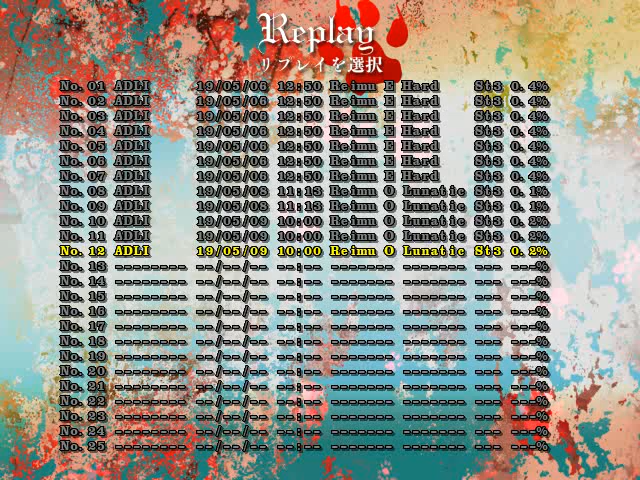 Replay
リプレイを選択
No. 01 ADLI 19/05/06 12:50 Reimu E Hard St3 0.4%
No. 02 ADLI 19/05/06 12:50 Reimu E Hard St3 0.4%
No. 03 ADLI 19/05/06 12:50 Reimu E Hard St3 0.4%
No. 04 ADLI 19/05/06 12:50 Reimu E Hard St3 0.4%
No. 05 ADLI 19/05/06 12:50 Reimu E Hard St3 0.4%
No. 06 ADLI 19/05/06 12:50 Reimu E Hard St3 0.4%
No. 07 ADLI 19/05/06 12:50 Reimu E Hard St3 0.4%
No. 08 ADLI 19/05/08 11:13 Reimu O Lunatic St3 0.1%
No. 09 ADLI 19/05/08 11:13 Reimu O Lunatic St3 0.1%
No. 10 ADLI 19/05/09 10:00 Reimu O Lunatic St3 0.2%
No. 11 ADLI 19/05/09 10:00 Reimu O Lunatic St3 0.2%
No. 12 ADLI 19/05/09 10:00 Reimu O Lunatic St3 0.2%
No. 13 -------- --/--/-- --:-- ------- ------- --- ---%
No. 14 -------- --/--/-- --:-- ------- ------- --- ---%
No. 15 -------- --/--/-- --:-- ------- ------- --- ---%
No. 16 -------- --/--/-- --:-- ------- ------- --- ---%
No. 17 -------- --/--/-- --:-- ------- ------- --- ---%
No. 18 -------- --/--/-- --:-- ------- ------- --- ---%
No. 19 -------- --/--/-- --:-- ------- ------- --- ---%
No. 20 -------- --/--/-- --:-- ------- ------- --- ---%
No. 21 -------- --/--/-- --:-- ------- ------- --- ---%
No. 22 -------- --/--/-- --:-- ------- ------- --- ---%
No. 23 -------- --/--/-- --:-- ------- ------- --- ---%
No. 24 -------- --/--/-- --:-- ------- ------- --- ---%
No. 25 -------- --/--/-- --:-- ------- ------- --- ---%